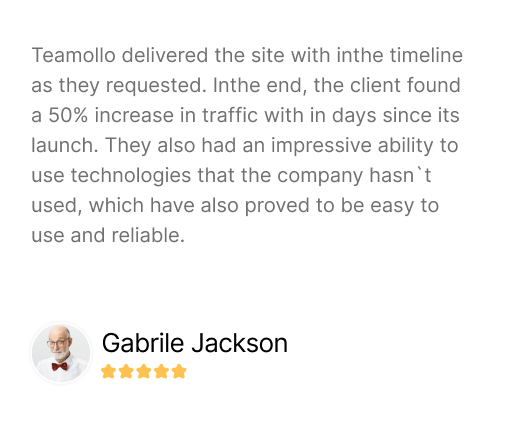 Teamollo delivered the site with inthe timeline
as they requested. Inthe end, the client found
a 50% increase in traffic with in days since its
launch. They also had an impressive ability to
use technologies that the company hasn`t
used, which have also proved to be easy to
use and reliable.
Gabrile Jackson